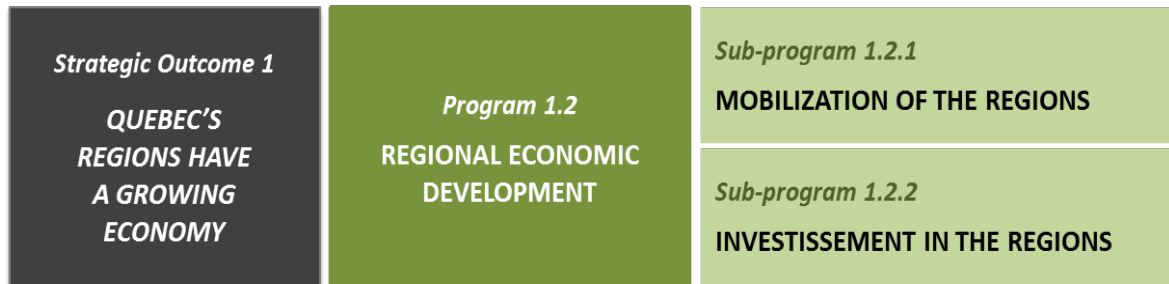 Strategic Outcome 1
QUEBEC'S
REGIONS HAVE
A GROWING
ECONOMY
Program 1.2
REGIONAL ECONOMIC
DEVELOPMENT
Sub-program 1.2.1
MOBILIZATION OF THE REGIONS
Sub-program 1.2.2
INVESTISSEMENT IN THE REGIONS